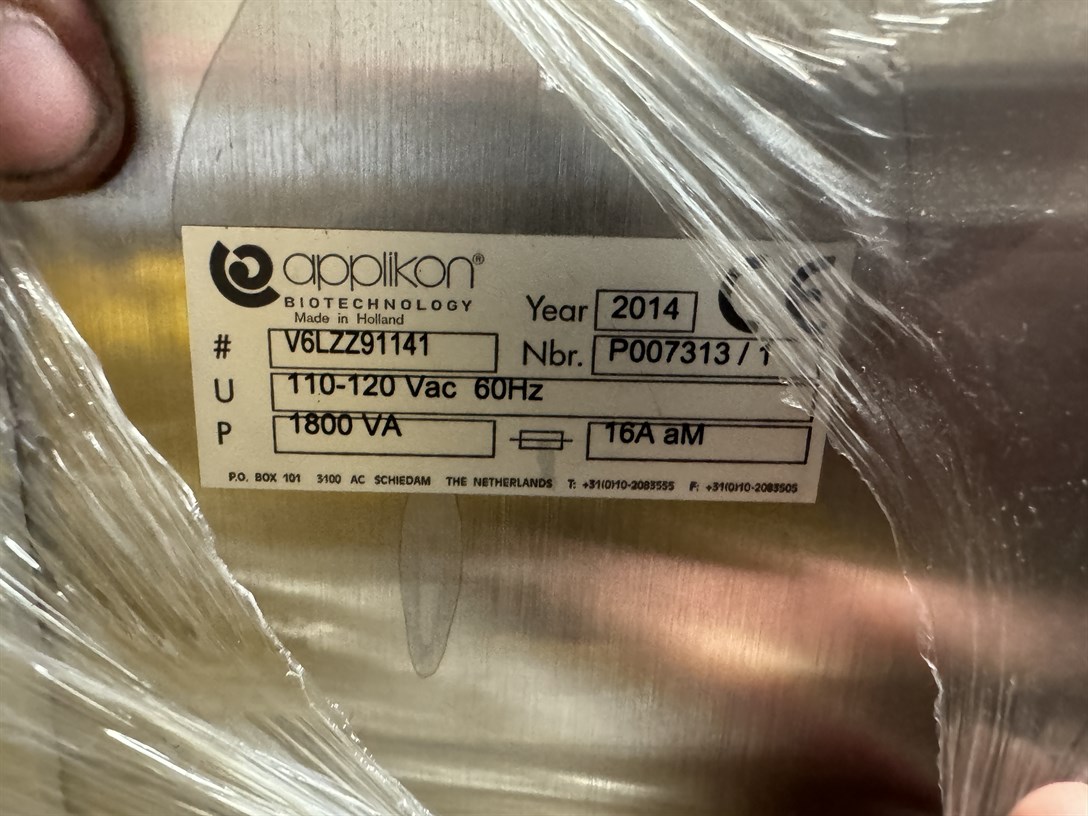 applikon®
BIOTECHNOLOGY
Made in Holland
Year 2014 CE
# V6LZZ91141 Nbr. P007313 / 1
U 110-120 Vac 60Hz
P 1800 VA 16A aM
P.O. BOX 101 3100 AC SCHIEDAM THE NETHERLANDS T: +31(0)10-2083555 F: +31(0)10-2083505